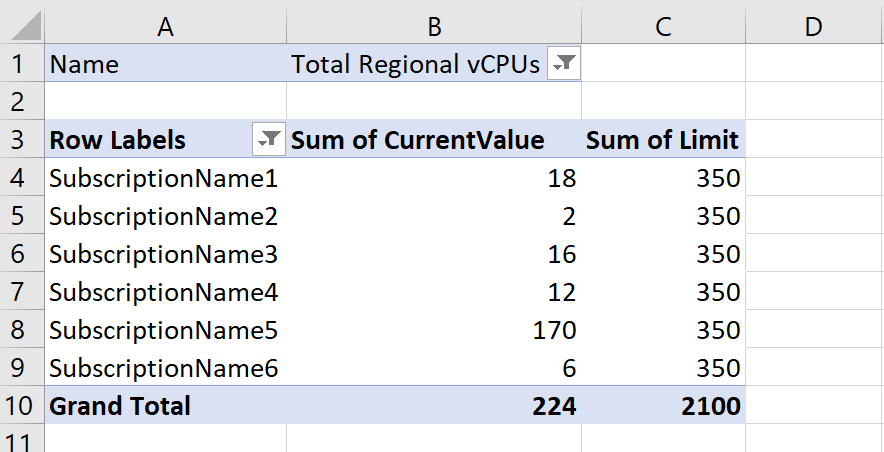 A B C D
1 Name Total Regional vCPUs
2
3 Row Labels Sum of CurrentValue Sum of Limit
4 SubscriptionName1 18 350
5 SubscriptionName2 2 350
6 SubscriptionName3 16 350
7 SubscriptionName4 12 350
8 SubscriptionName5 170 350
9 SubscriptionName6 6 350
10 Grand Total 224 2100
11